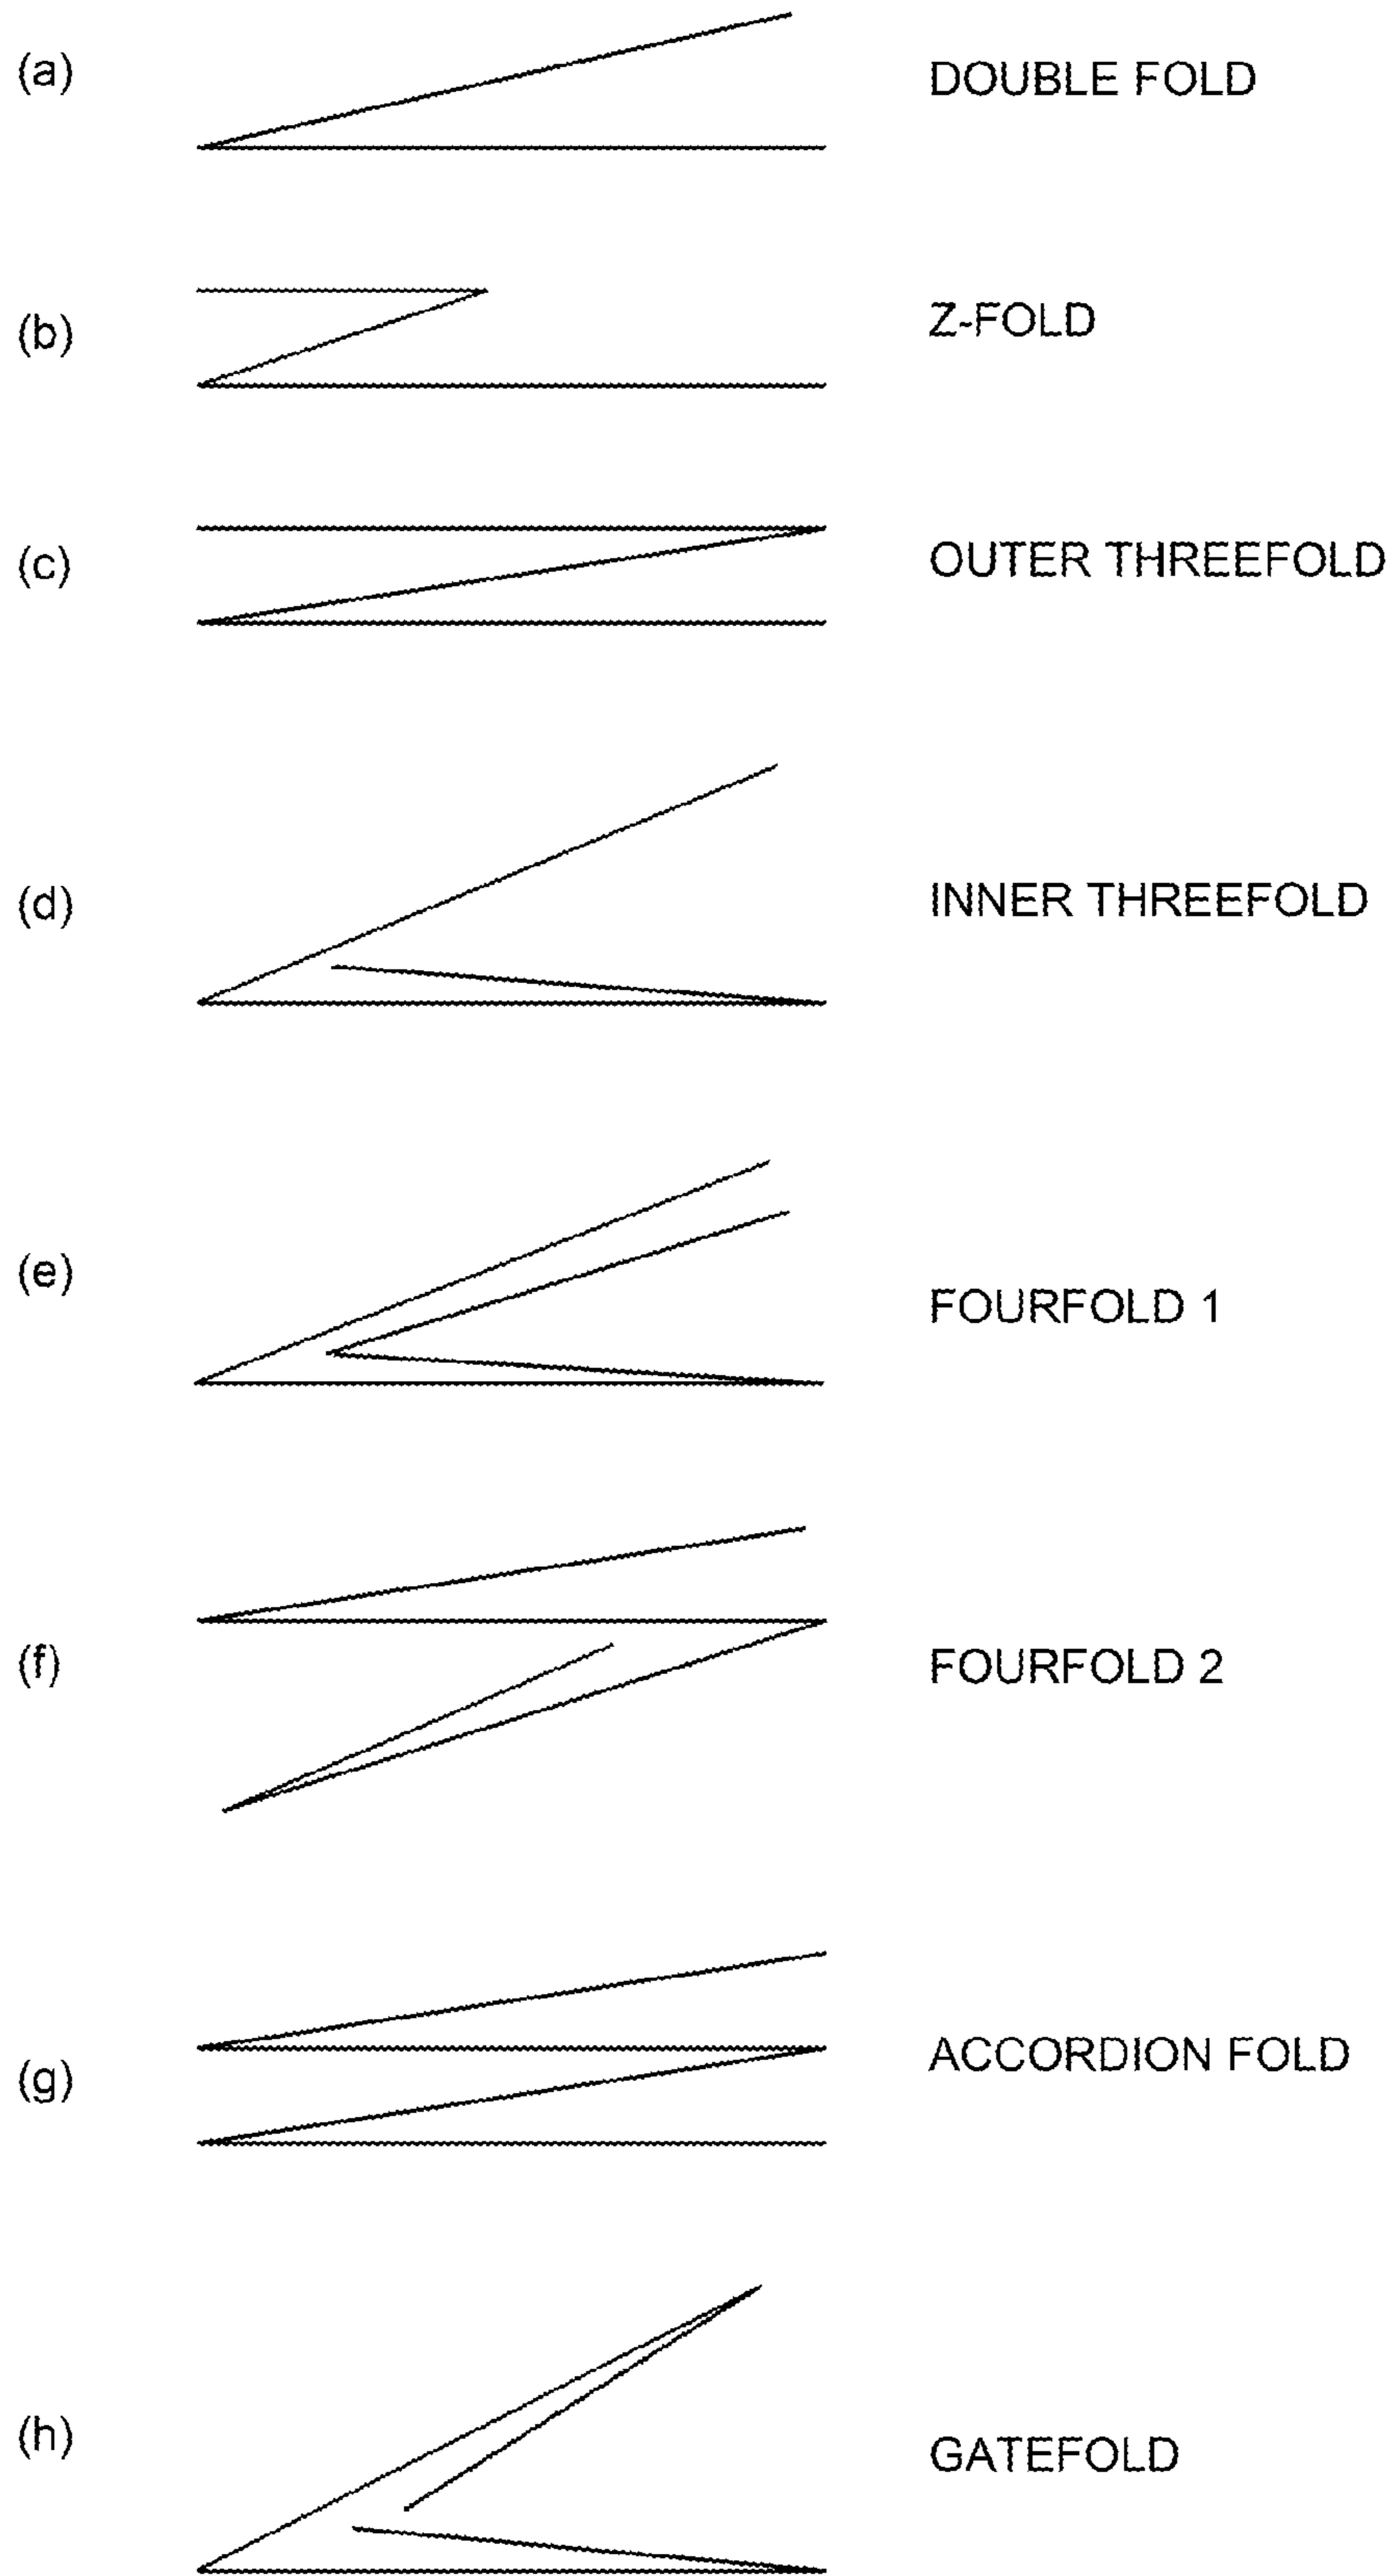 (a) DOUBLE FOLD
(b) Z-FOLD
(c) OUTER THREEFOLD
(d) INNER THREEFOLD
(e) FOURFOLD 1
(f) FOURFOLD 2
(g) ACCORDION FOLD
(h) GATEFOLD